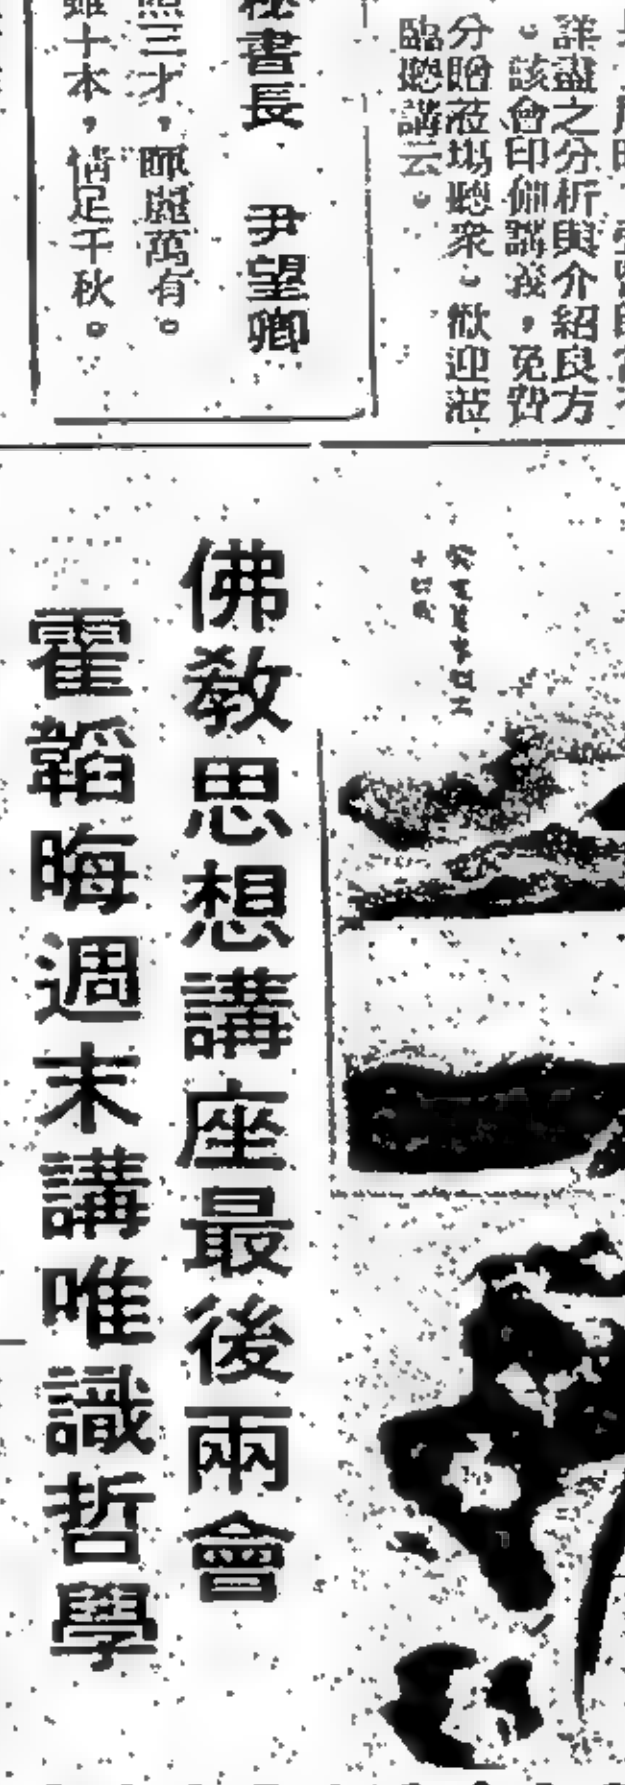 詳盡之分析與介紹良方
。該會印備講義，免費
分贈蒞塲聽衆。歡迎蒞
臨聽講云。
秘書長　尹望卿
照三才，暉麗萬有。
雖十本，情足千秋。
佛教思想講座最後兩會
霍韜晦週末講唯識哲學